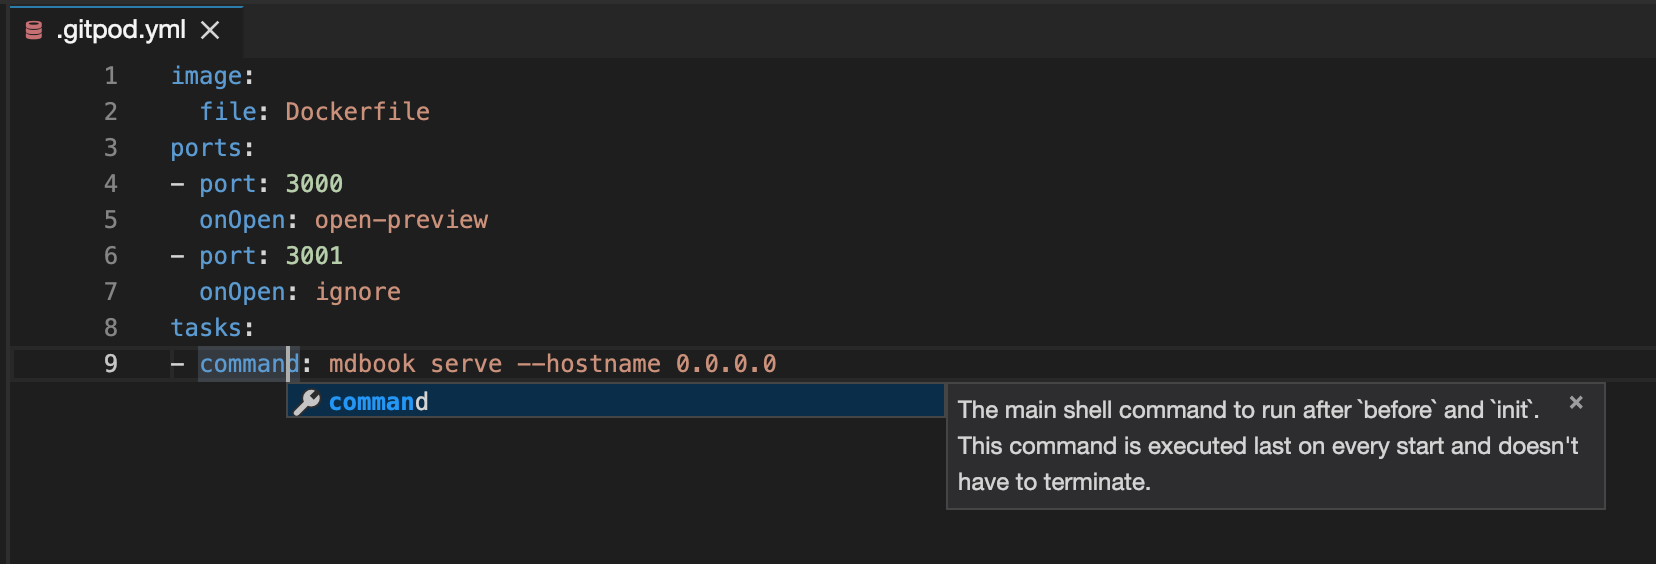 .gitpod.yml ×
1 image:
2   file: Dockerfile
3 ports:
4 - port: 3000
5   onOpen: open-preview
6 - port: 3001
7   onOpen: ignore
8 tasks:
9 - command: mdbook serve --hostname 0.0.0.0
command
The main shell command to run after `before` and `init`. ×
This command is executed last on every start and doesn't
have to terminate.